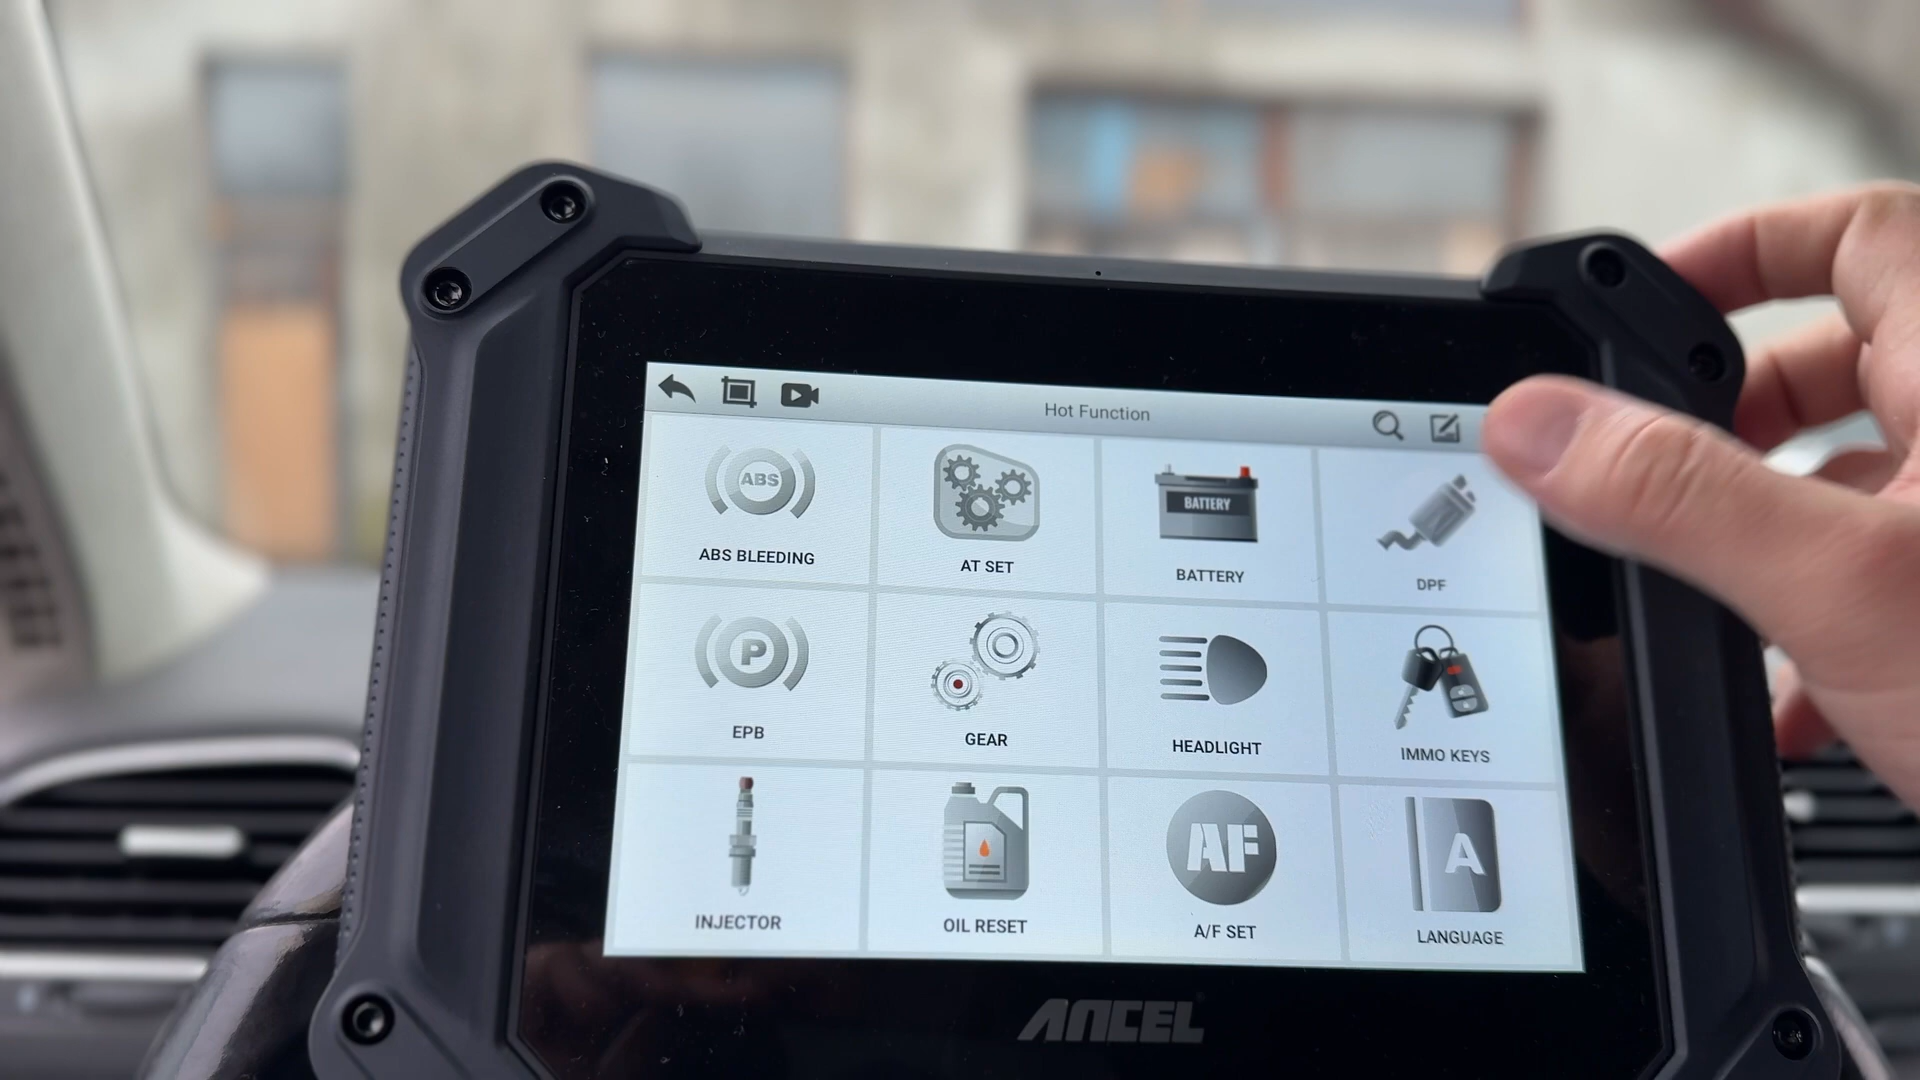 Hot Function
ABS
ABS BLEEDING
AT SET
BATTERY
BATTERY
DPF
P
EPB
GEAR
HEADLIGHT
IMMO KEYS
INJECTOR
OIL RESET
AF
A/F SET
A
LANGUAGE
ANCEL